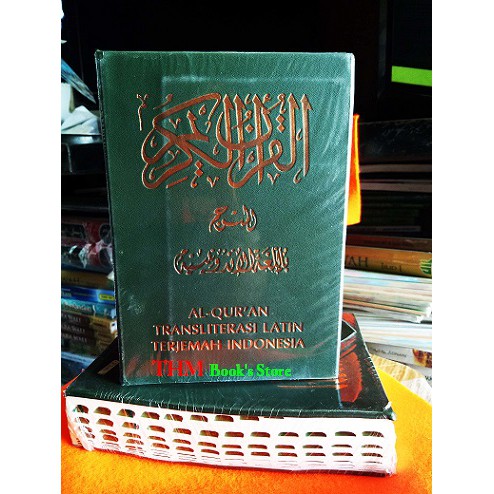 القرآن الكريم
المترجم
باللغة الإندونيسية
AL-QUR'AN
TRANSLITERASI LATIN
TERJEMAH INDONESIA
THM Book's Store